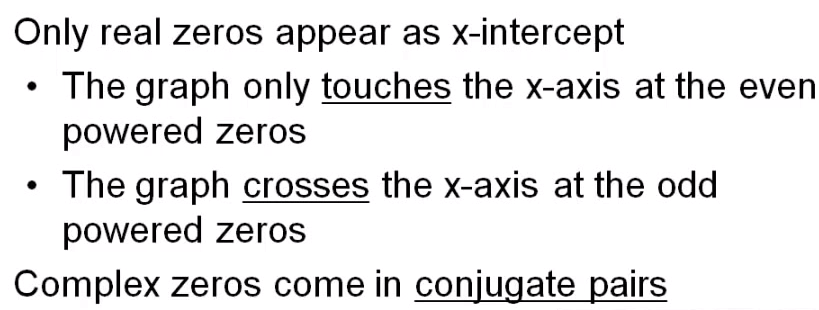 Only real zeros appear as x-intercept
• The graph only touches the x-axis at the even
powered zeros
• The graph crosses the x-axis at the odd
powered zeros
Complex zeros come in conjugate pairs